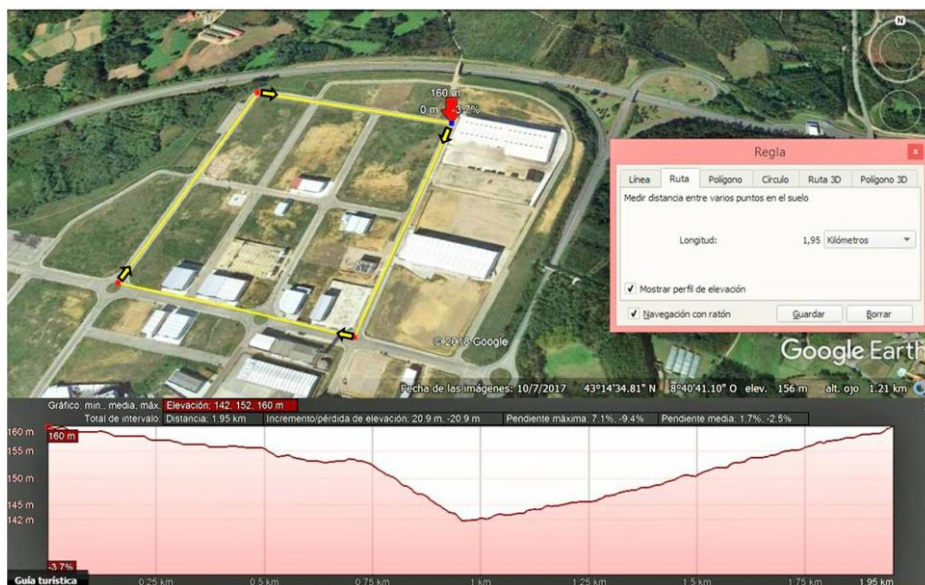 N
160 m
0 m -3.7%
Regla
x
Línea Ruta Polígono Círculo Ruta 3D Polígono 3D
Medir distancia entre varios puntos en el suelo
Longitud: 1,95 Kilómetros
Mostrar perfil de elevación
Navegación con ratón Guardar Borrar
© 2018 Google
Google Earth
Fecha de las imágenes: 10/7/2017 43°14'34.81" N 8°40'41.10" O elev. 156 m alt. ojo 1.21 km
Gráfico: min., media, máx. Elevación: 142, 152, 160 m
Total de intervalo: Distancia: 1.95 km Incremento/pérdida de elevación: 20.9 m, -20.9 m Pendiente máxima: 7.1%, -9.4% Pendiente media: 1.7%, -2.5%
160 m
160 m
155 m
150 m
145 m
142 m
-3.7%
Guía turística 0.25 km 0.5 km 0.75 km 1 km 1.25 km 1.5 km 1.75 km 1.95 km